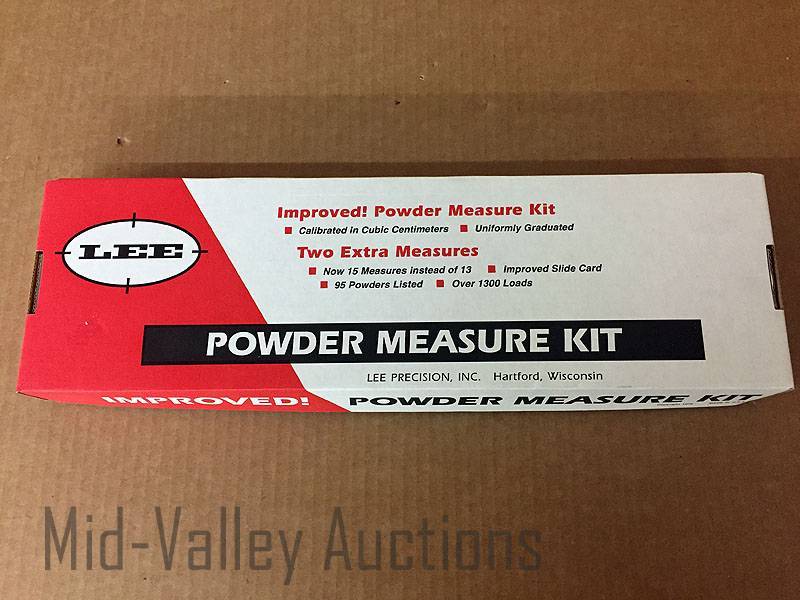 Improved! Powder Measure Kit
Calibrated in Cubic Centimeters Uniformly Graduated
LEE
Two Extra Measures
Now 15 Measures instead of 13 Improved Slide Card
95 Powders Listed Over 1300 Loads
POWDER MEASURE KIT
LEE PRECISION, INC. Hartford, Wisconsin
IMPROVED! POWDER MEASURE KIT
Mid-Valley Auctions